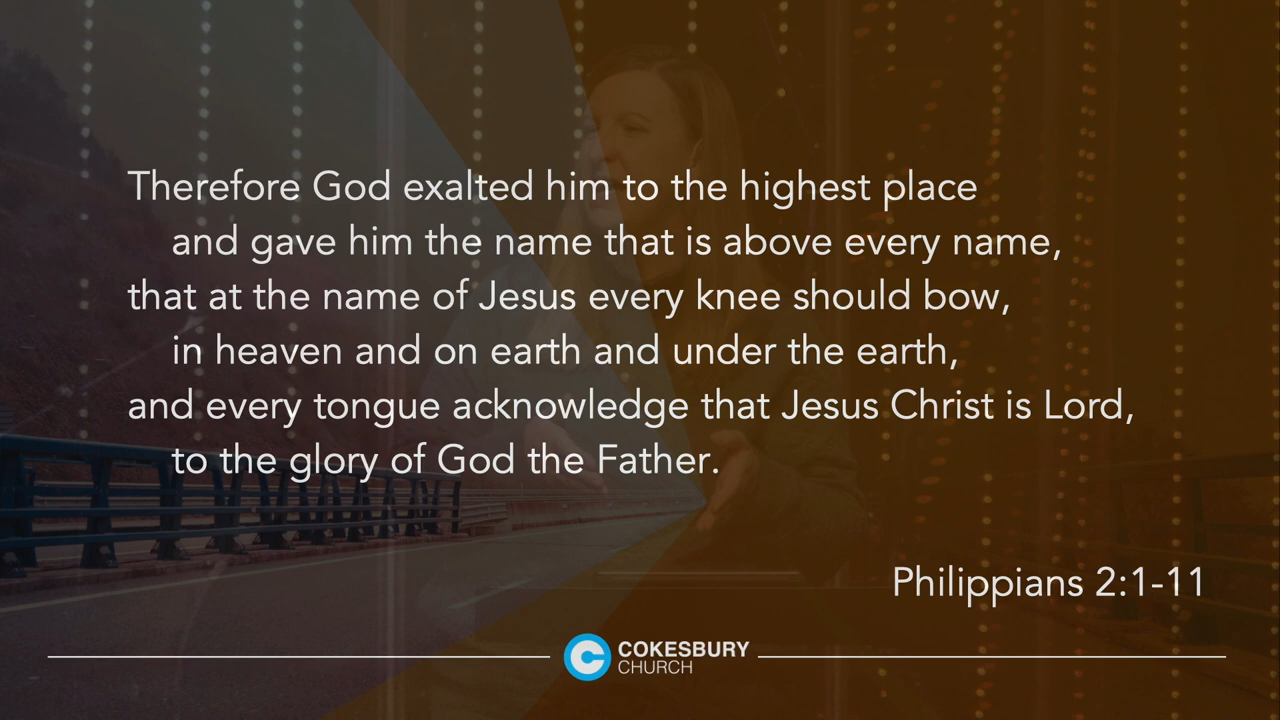 Therefore God exalted him to the highest place
and gave him the name that is above every name,
that at the name of Jesus every knee should bow,
in heaven and on earth and under the earth,
and every tongue acknowledge that Jesus Christ is Lord,
to the glory of God the Father.
Philippians 2:1-11
COKESBURY
CHURCH